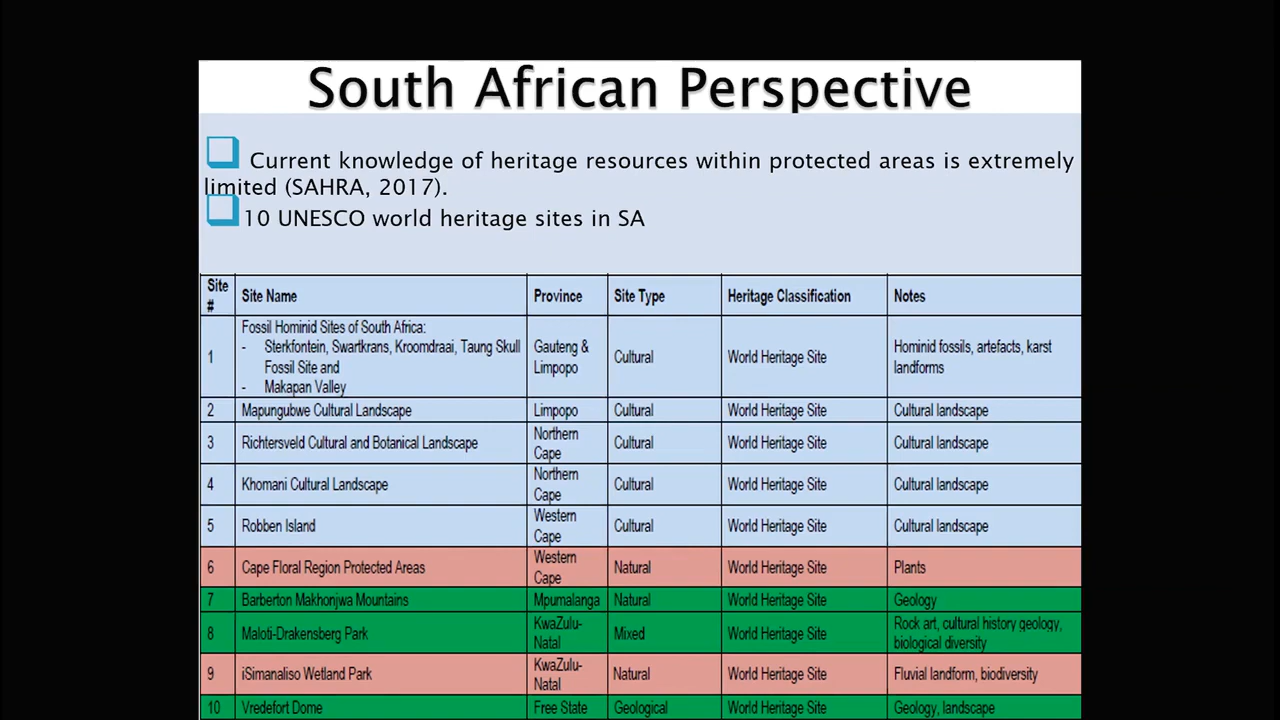 South African Perspective
Current knowledge of heritage resources within protected areas is extremely
limited (SAHRA, 2017).
10 UNESCO world heritage sites in SA
Site # Site Name Province Site Type Heritage Classification Notes
1 Fossil Hominid Sites of South Africa:
- Sterkfontein, Swartkrans, Kroomdraai, Taung Skull
Fossil Site and
- Makapan Valley
Gauteng &
Limpopo
Cultural
World Heritage Site
Hominid fossils, artefacts, karst
landforms
2 Mapungubwe Cultural Landscape Limpopo Cultural World Heritage Site Cultural landscape
3 Richtersveld Cultural and Botanical Landscape Northern Cape Cultural World Heritage Site Cultural landscape
4 Khomani Cultural Landscape Northern Cape Cultural World Heritage Site Cultural landscape
5 Robben Island Western Cape Cultural World Heritage Site Cultural landscape
6 Cape Floral Region Protected Areas Western Cape Natural World Heritage Site Plants
7 Barberton Makhonjwa Mountains Mpumalanga Natural World Heritage Site Geology
8 Maloti-Drakensberg Park KwaZulu-Natal Mixed World Heritage Site Rock art, cultural history geology, biological diversity
9 iSimanaliso Wetland Park KwaZulu-Natal Natural World Heritage Site Fluvial landform, biodiversity
10 Vredefort Dome Free State Geological World Heritage Site Geology, landscape